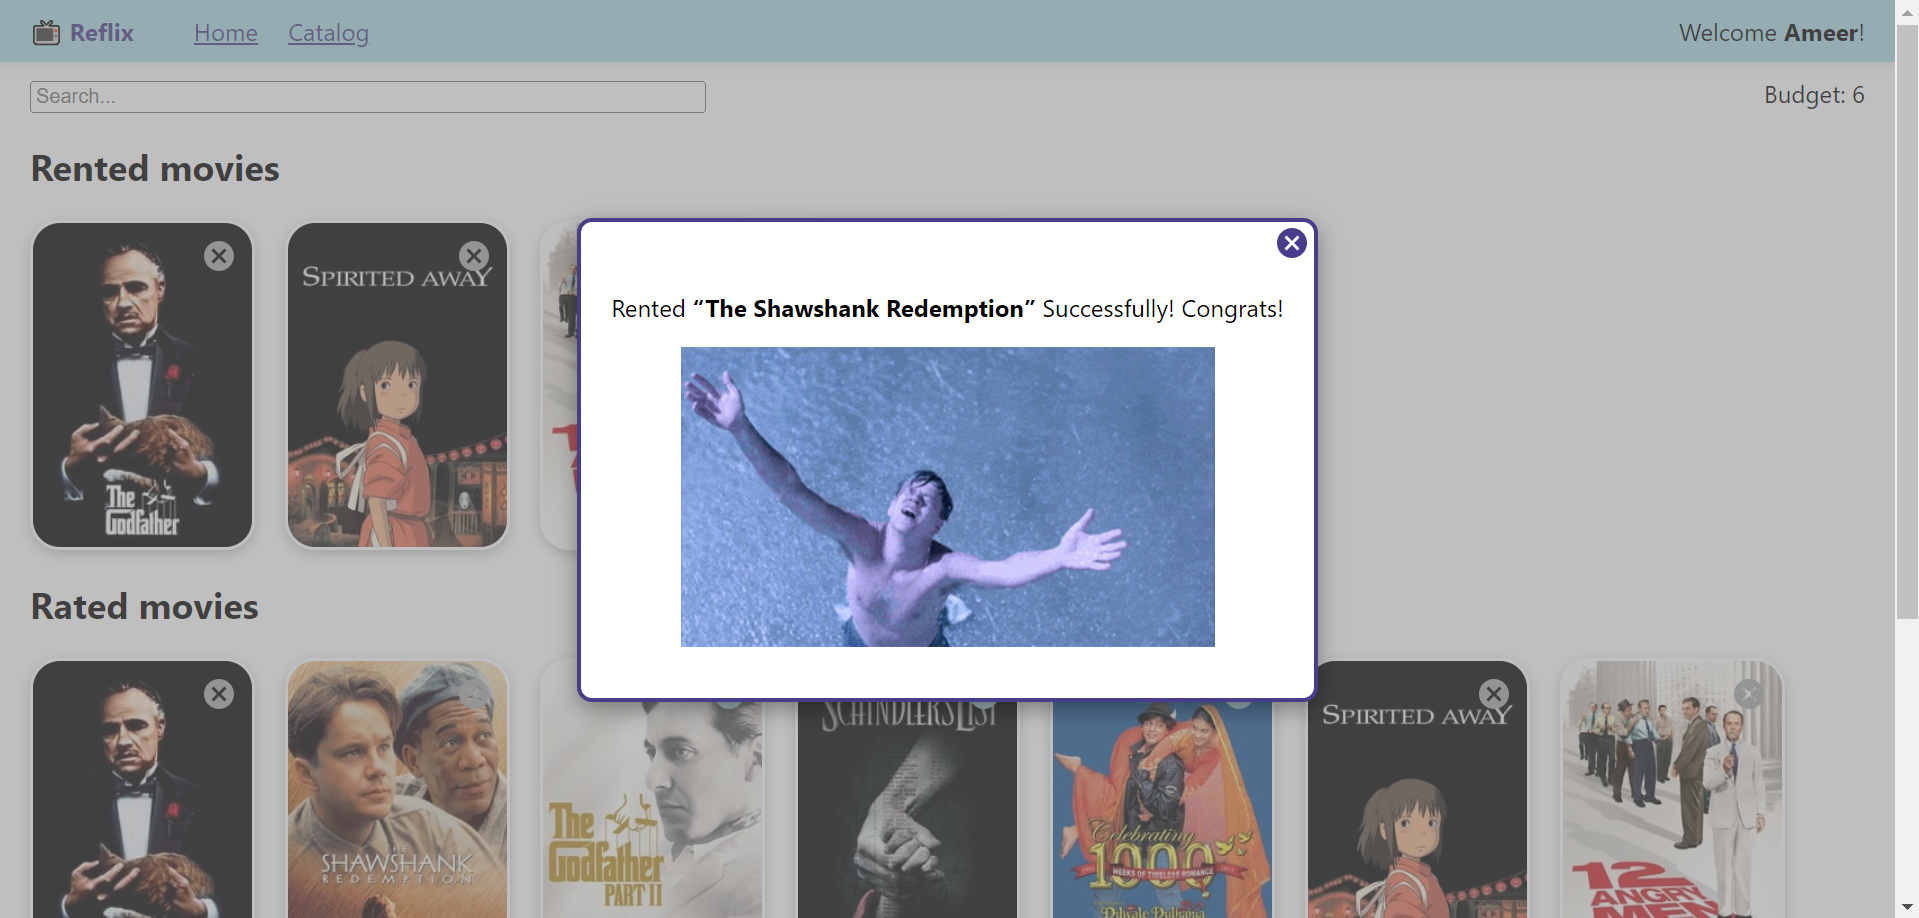 Reflix Home Catalog Welcome Ameer!
Search... Budget: 6
Rented movies
SPIRITED AWAY
The
Godfather
12
Rented “The Shawshank Redemption” Successfully! Congrats!
Rated movies
THE
SHAWSHANK
REDEMPTION
The
Godfather
PART II
SCHINDLER'S LIST
Celebrating
1000
WEEKS OF TIMELESS ROMANCE
Dilwale Dulhania
SPIRITED AWAY
12
ANGRY
MEN